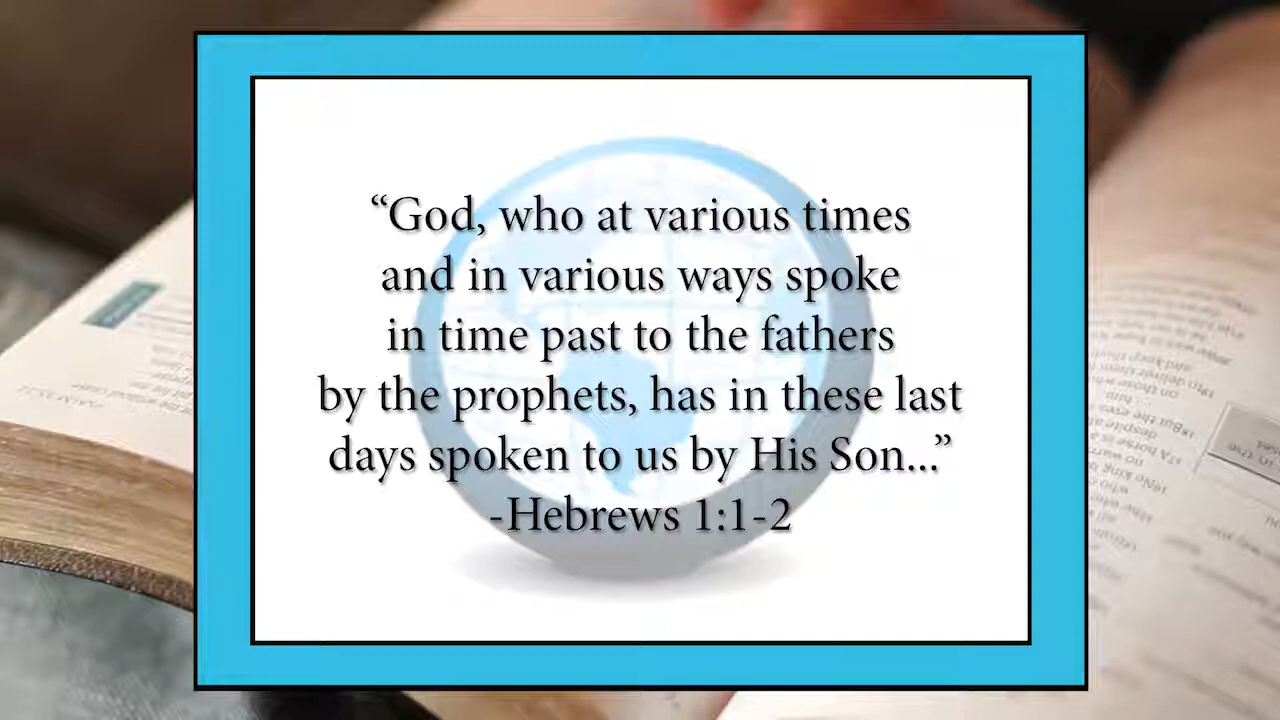 “God, who at various times
and in various ways spoke
in time past to the fathers
by the prophets, has in these last
days spoken to us by His Son...”
-Hebrews 1:1-2